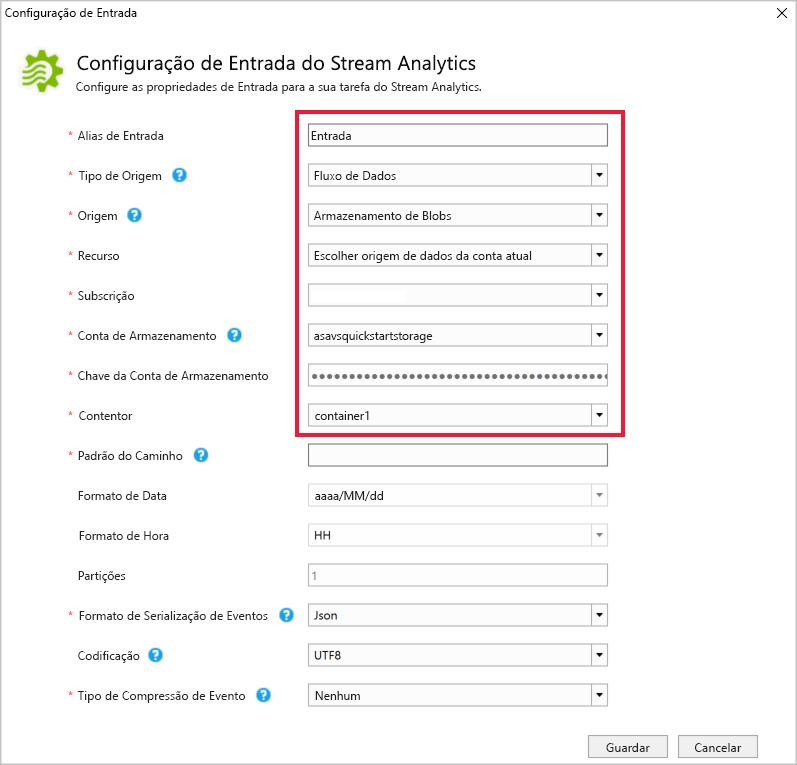 Configuração de Entrada
Configuração de Entrada do Stream Analytics
Configure as propriedades de Entrada para a sua tarefa do Stream Analytics.
* Alias de Entrada
Entrada
* Tipo de Origem ?
Fluxo de Dados
* Origem ?
Armazenamento de Blobs
* Recurso
Escolher origem de dados da conta atual
* Subscrição
* Conta de Armazenamento ?
asavsquickstartstorage
* Chave da Conta de Armazenamento
* Contentor
container1
* Padrão do Caminho ?
Formato de Data
aaaa/MM/dd
Formato de Hora
HH
Partições
1
* Formato de Serialização de Eventos ?
Json
Codificação ?
UTF8
* Tipo de Compressão de Evento ?
Nenhum
Guardar
Cancelar